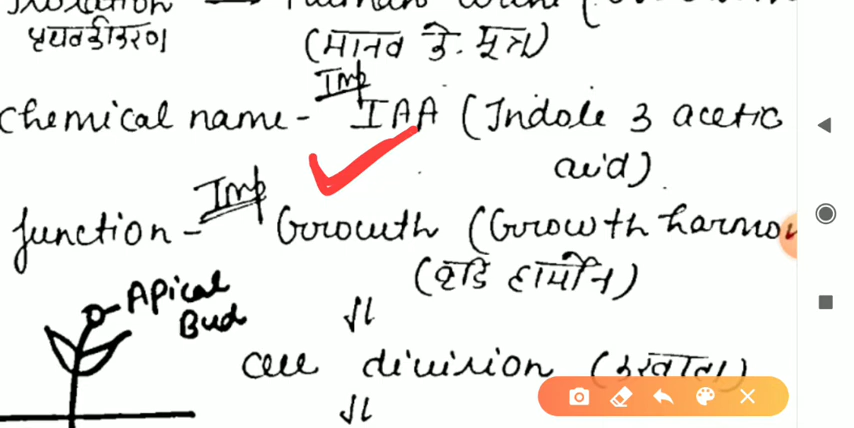 पृथक्कीकरण
(मानव के मूत्र)
Imp
Chemical name - IAA (Indole 3 acetic
acid)
Imp
function - Growth (Growth harmo
(वृद्धि हार्मोन)
Apical
Bud
cell division